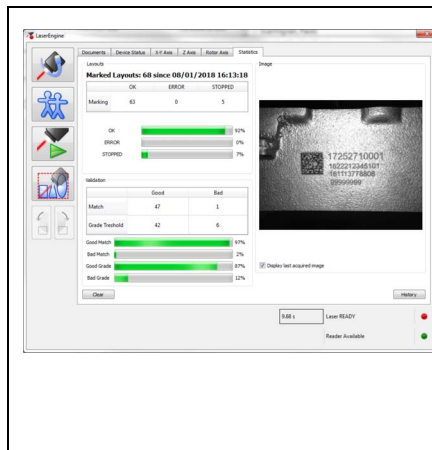 LaserEngine
Documents Device Status X-Y Axis Z Axis Rotor Axis Statistics
Layouts
Marked Layouts: 68 since 08/01/2018 16:13:18
OK ERROR STOPPED
Marking 63 0 5
OK 92%
ERROR 0%
STOPPED 7%
Validation
Good Bad
Match 47 1
Grade Treshold 42 6
Good Match 97%
Bad Match 2%
Good Grade 87%
Bad Grade 12%
Clear
Image
17252710001
1622212345101
161113778808
99999999
Display last acquired image
History
9.68 s Laser READY
Reader Available